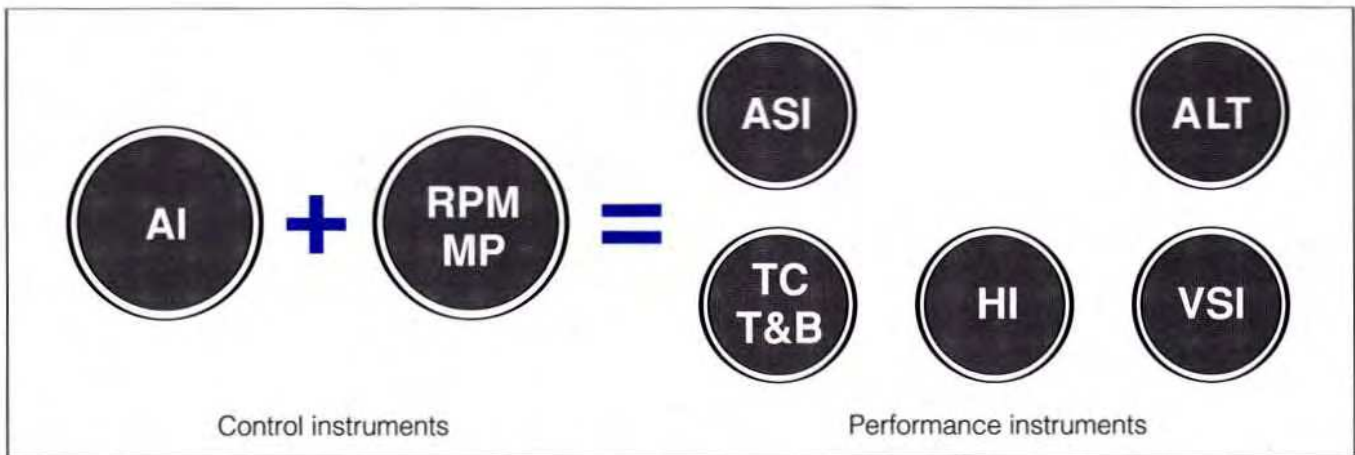 AI
+
RPM
MP
=
ASI
ALT
TC
T&B
HI
VSI
Control instruments
Performance instruments